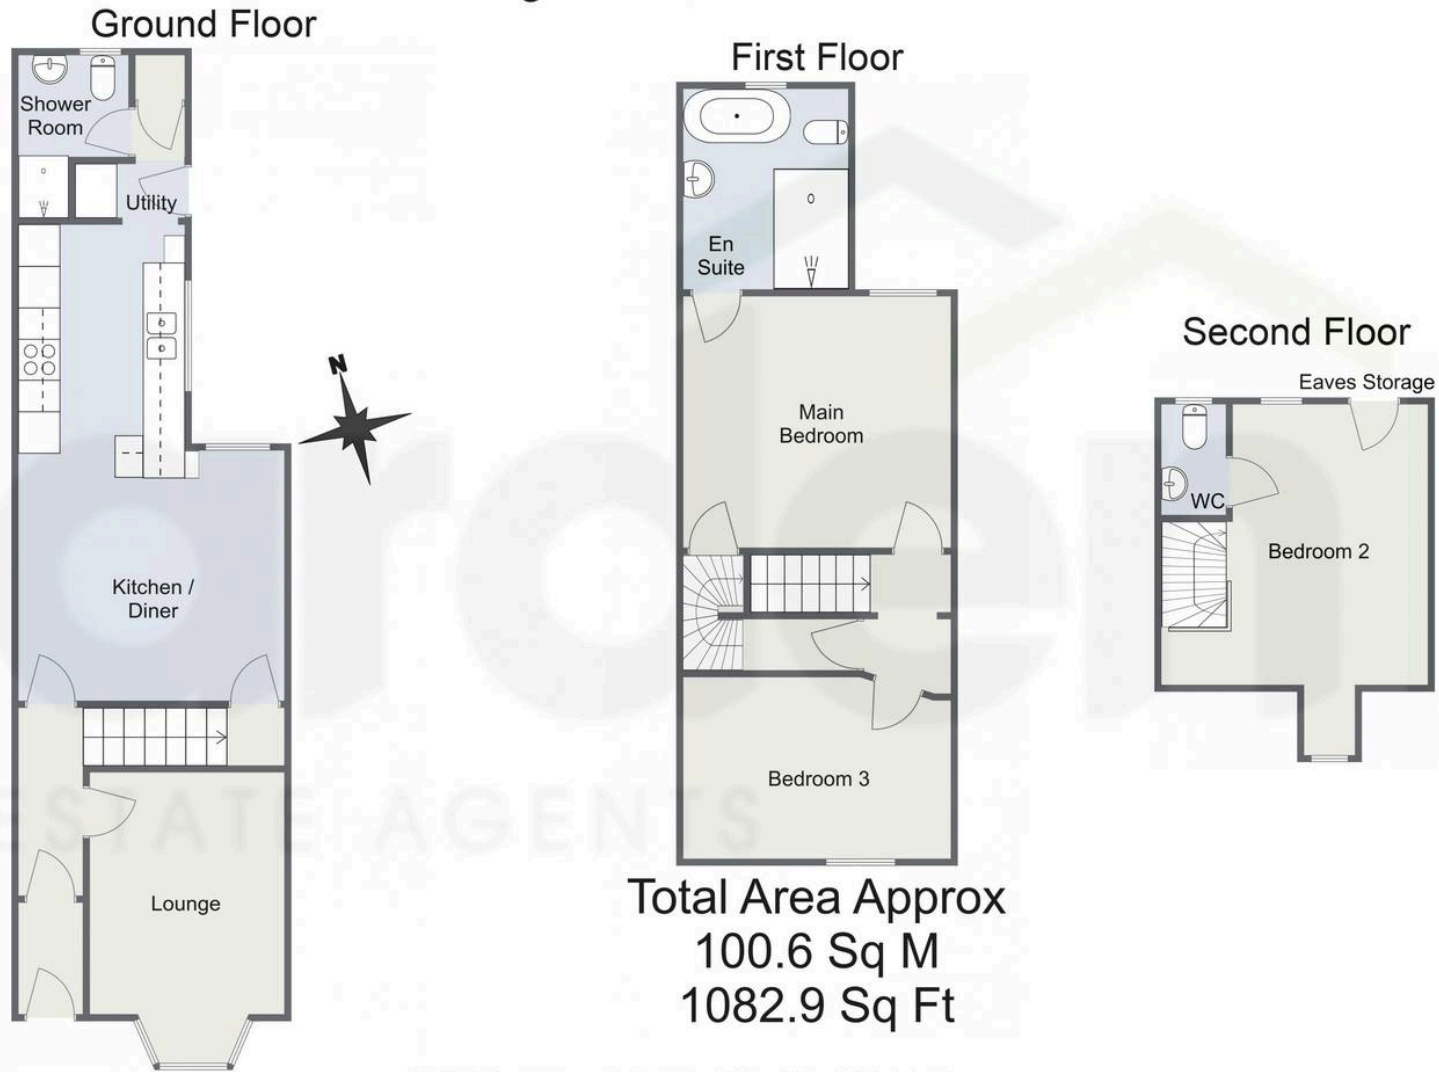 Ground Floor
Shower
Room
Utility
Kitchen /
Diner
Lounge
N
First Floor
En
Suite
Main
Bedroom
Bedroom 3
Second Floor
Eaves Storage
WC
Bedroom 2
Total Area Approx
100.6 Sq M
1082.9 Sq Ft
arden
ESTATE AGENTS